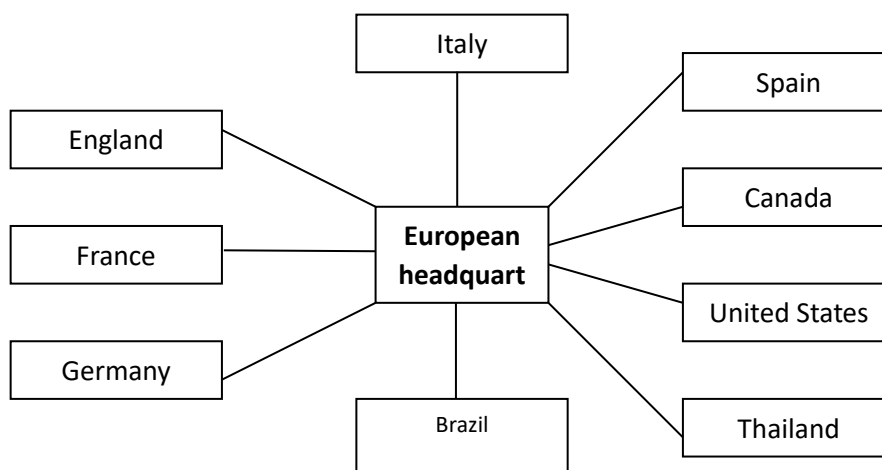 Italy
Spain
England
Canada
European
headquart
France
United States
Germany
Brazil
Thailand